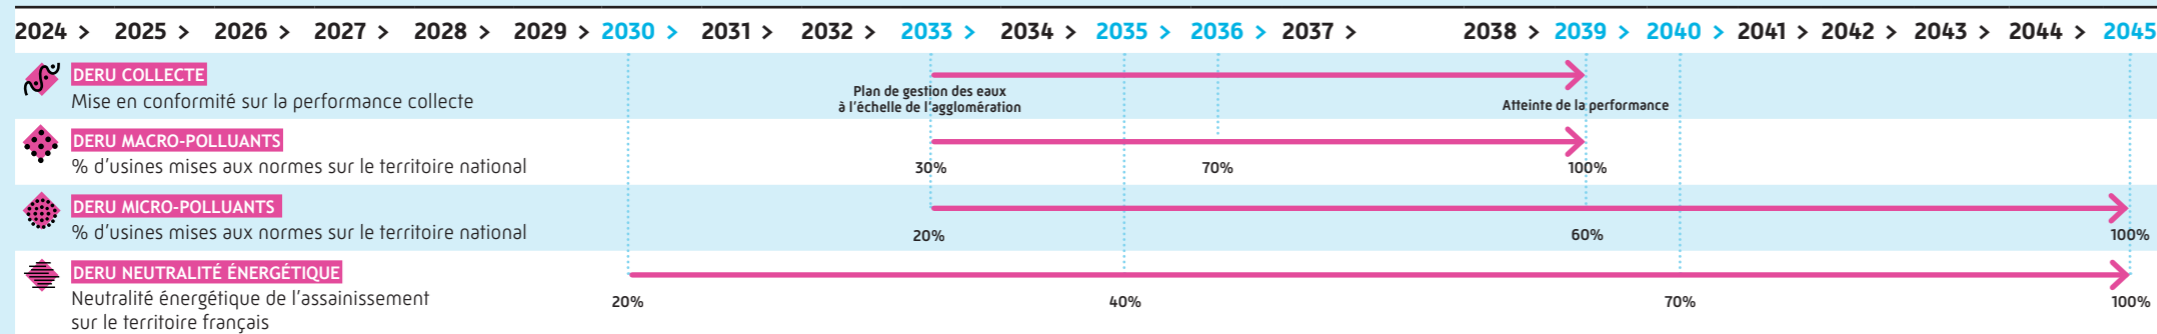 2024 > 2025 > 2026 > 2027 > 2028 > 2029 > 2030 > 2031 > 2032 > 2033 > 2034 > 2035 > 2036 > 2037 > 2038 > 2039 > 2040 > 2041 > 2042 > 2043 > 2044 > 2045
DERU COLLECTE
Mise en conformité sur la performance collecte
Plan de gestion des eaux
à l'échelle de l'agglomération
Atteinte de la performance
DERU MACRO-POLLUANTS
% d'usines mises aux normes sur le territoire national
30% 70% 100%
DERU MICRO-POLLUANTS
% d'usines mises aux normes sur le territoire national
20% 60% 100%
DERU NEUTRALITÉ ÉNERGÉTIQUE
Neutralité énergétique de l'assainissement
sur le territoire français
20% 40% 70% 100%